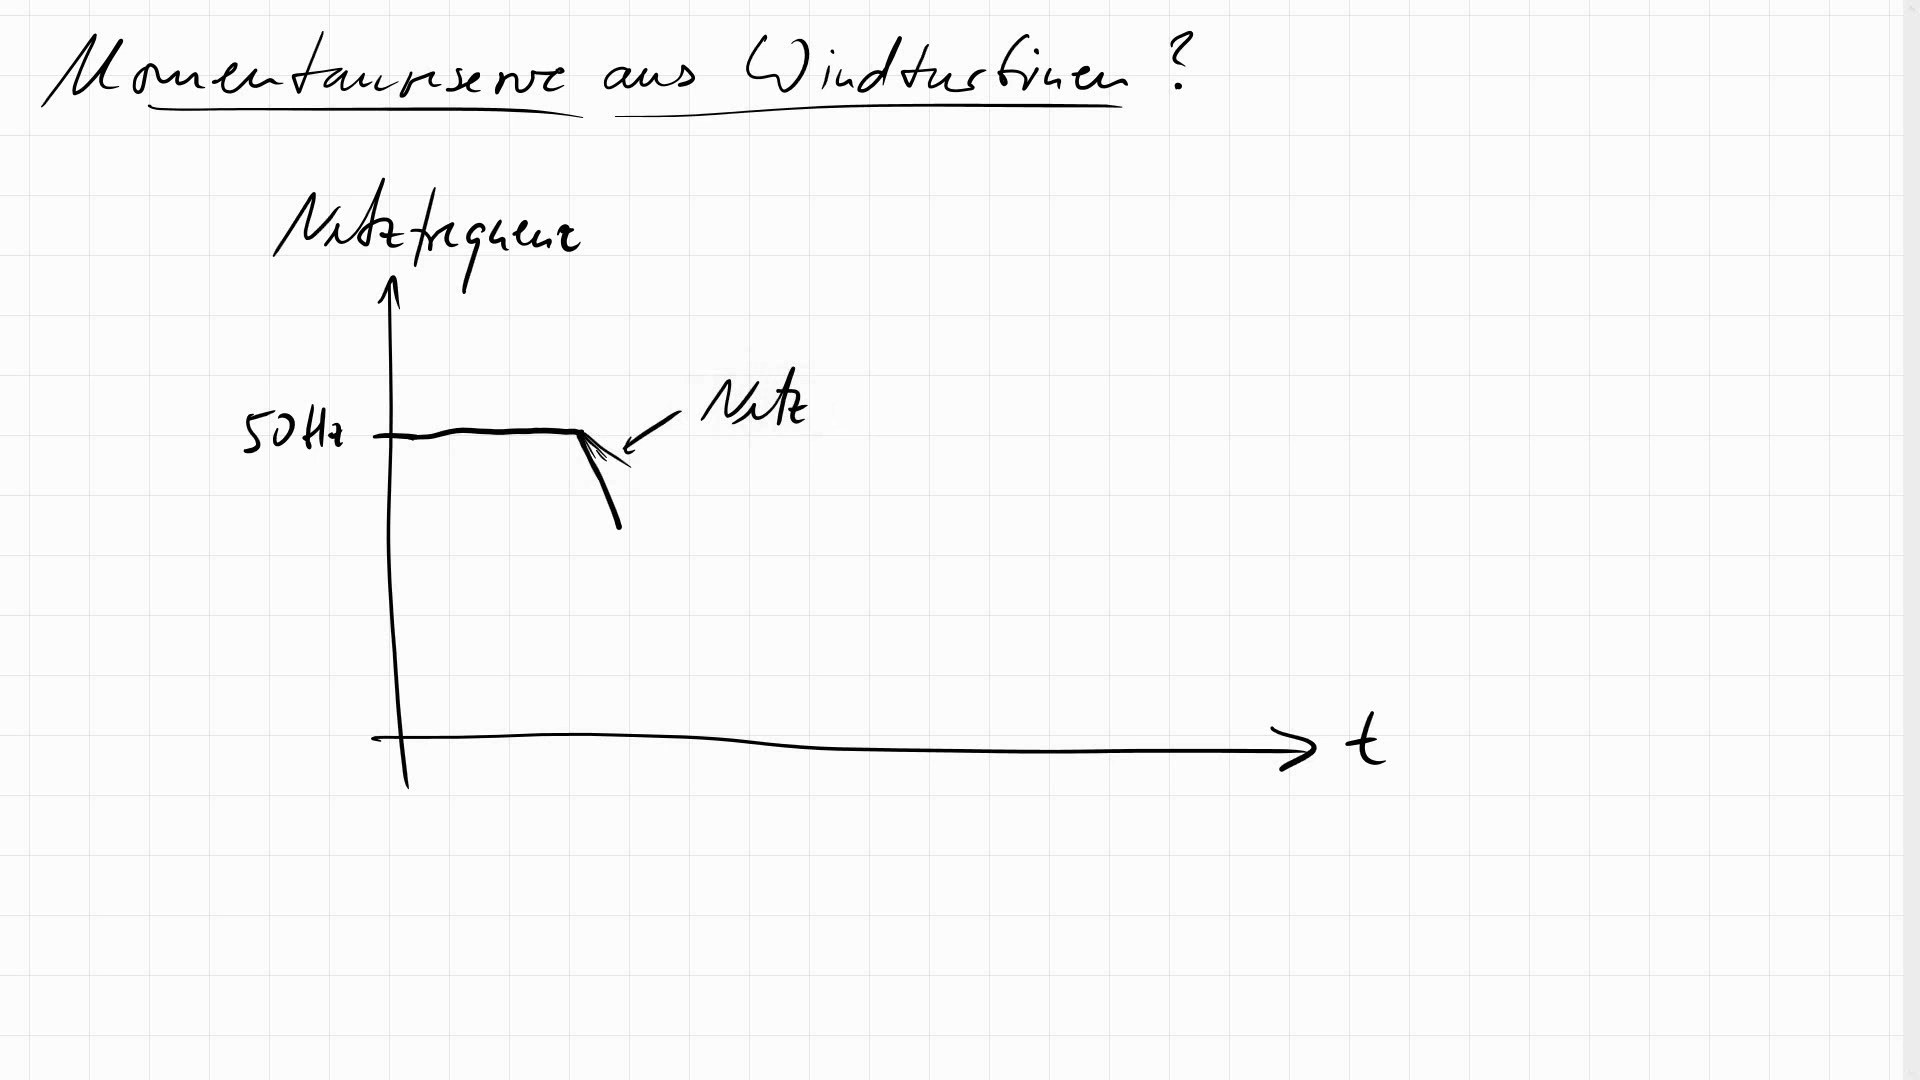 Momentanreserve aus Windturbinen ?
Netzfrequenz
50Hz
Netz
t